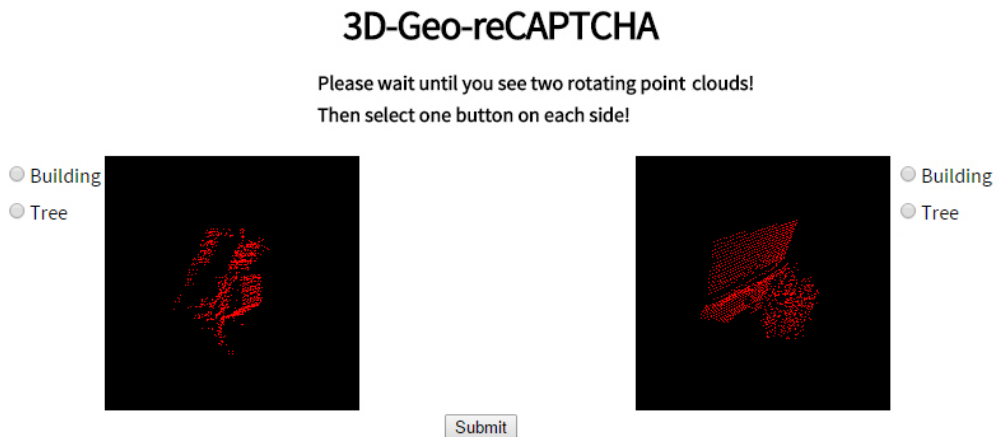 3D-Geo-reCAPTCHA
Please wait until you see two rotating point clouds!
Then select one button on each side!
Building
Tree
Building
Tree
Submit